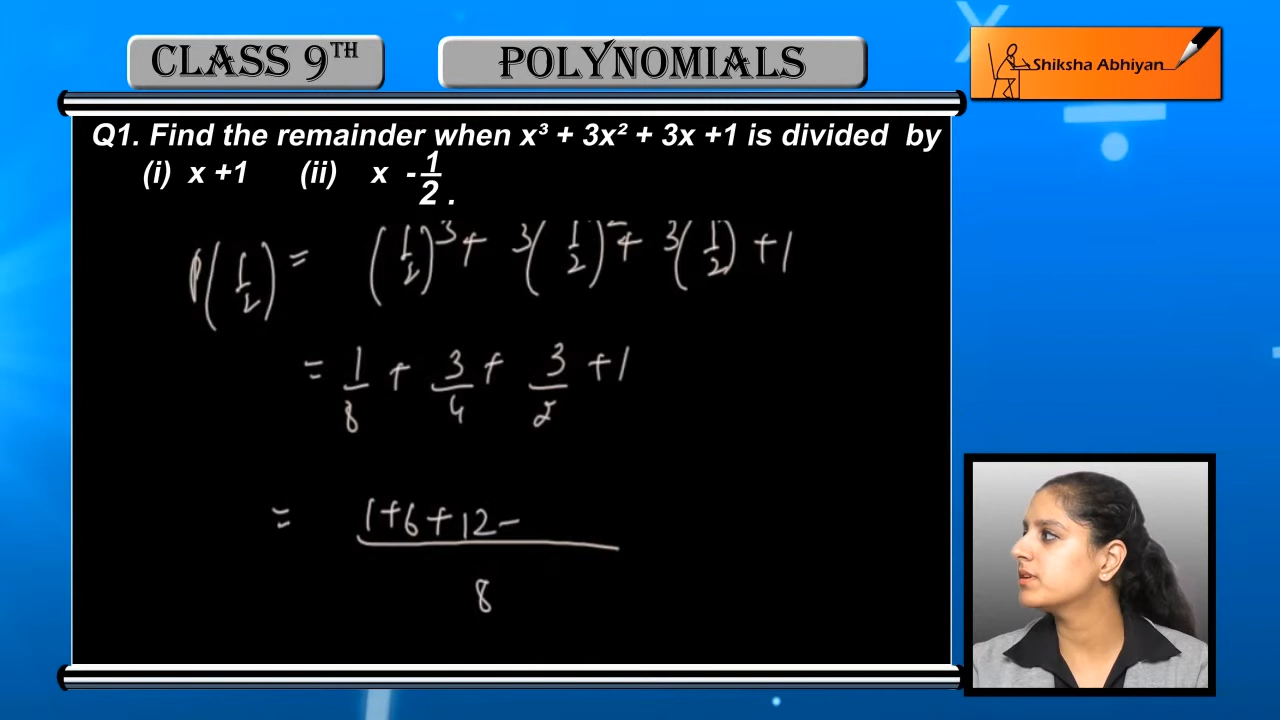 CLASS 9TH
POLYNOMIALS
Shiksha Abhiyan
Q1. Find the remainder when x³ + 3x² + 3x +1 is divided by
(i) x +1 (ii) x - 1/2 .
P(1/2) = (1/2)³ + 3(1/2)² + 3(1/2) + 1
= 1/8 + 3/4 + 3/2 + 1
= 1+6+12-
8